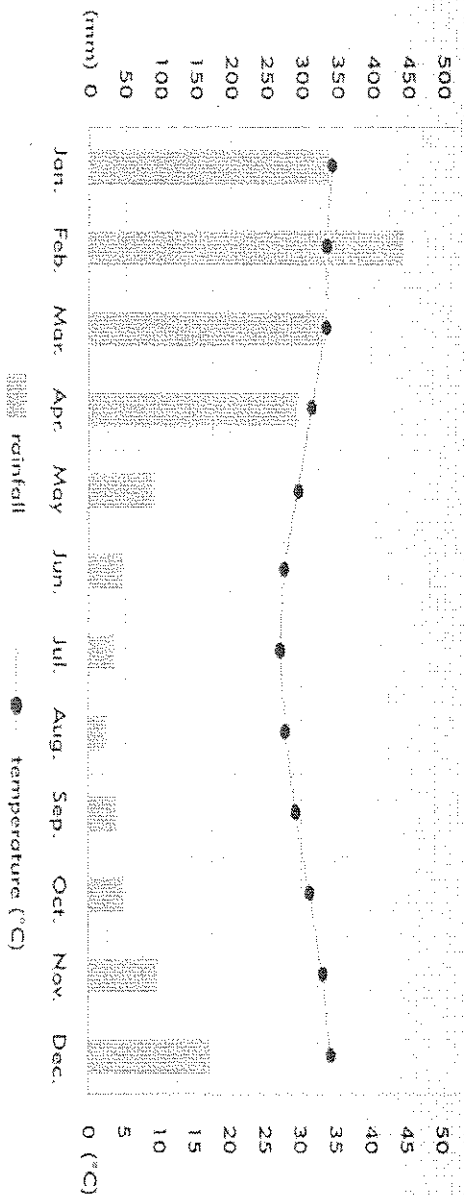 (mm) 0 50 100 150 200 250 300 350 400 450 500
Jan. Feb. Mar. Apr. May Jun. Jul. Aug. Sep. Oct. Nov. Dec.
0 (°C) 5 10 15 20 25 30 35 40 45 50
rainfall temperature (°C)